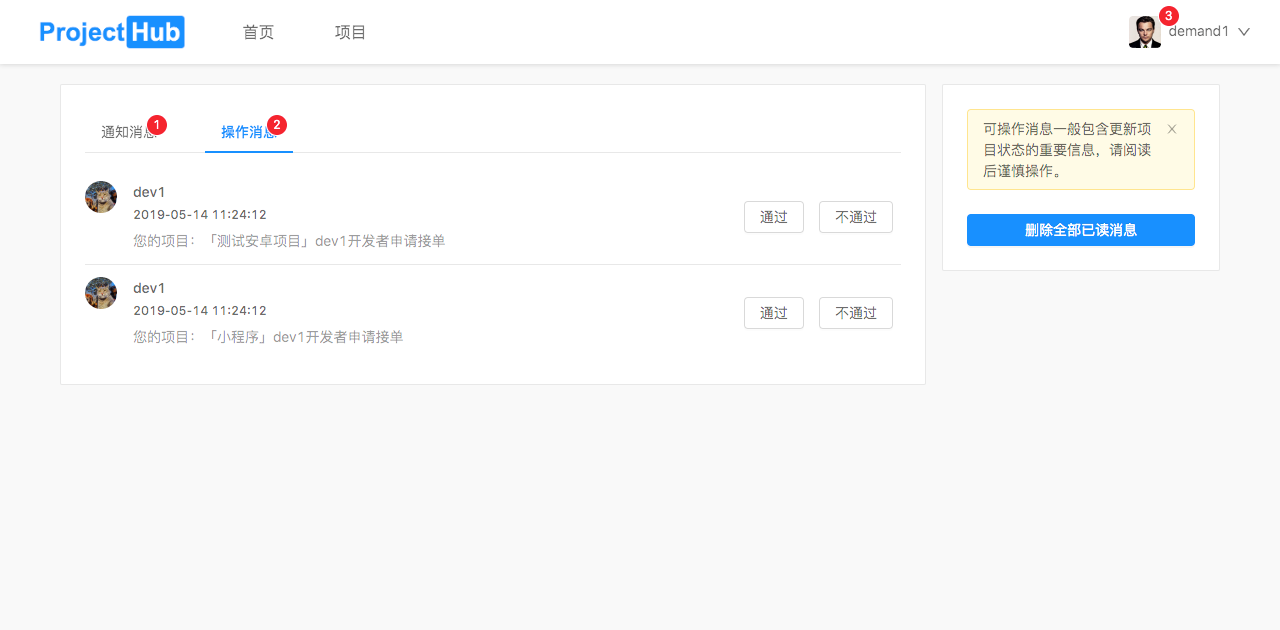 ProjectHub
首页
项目
3
demand1
通知消息
1
操作消息
2
dev1
2019-05-14 11:24:12
您的项目：「测试安卓项目」dev1开发者申请接单
通过
不通过
dev1
2019-05-14 11:24:12
您的项目：「小程序」dev1开发者申请接单
通过
不通过
可操作消息一般包含更新项
目状态的重要信息，请阅读
后谨慎操作。
删除全部已读消息